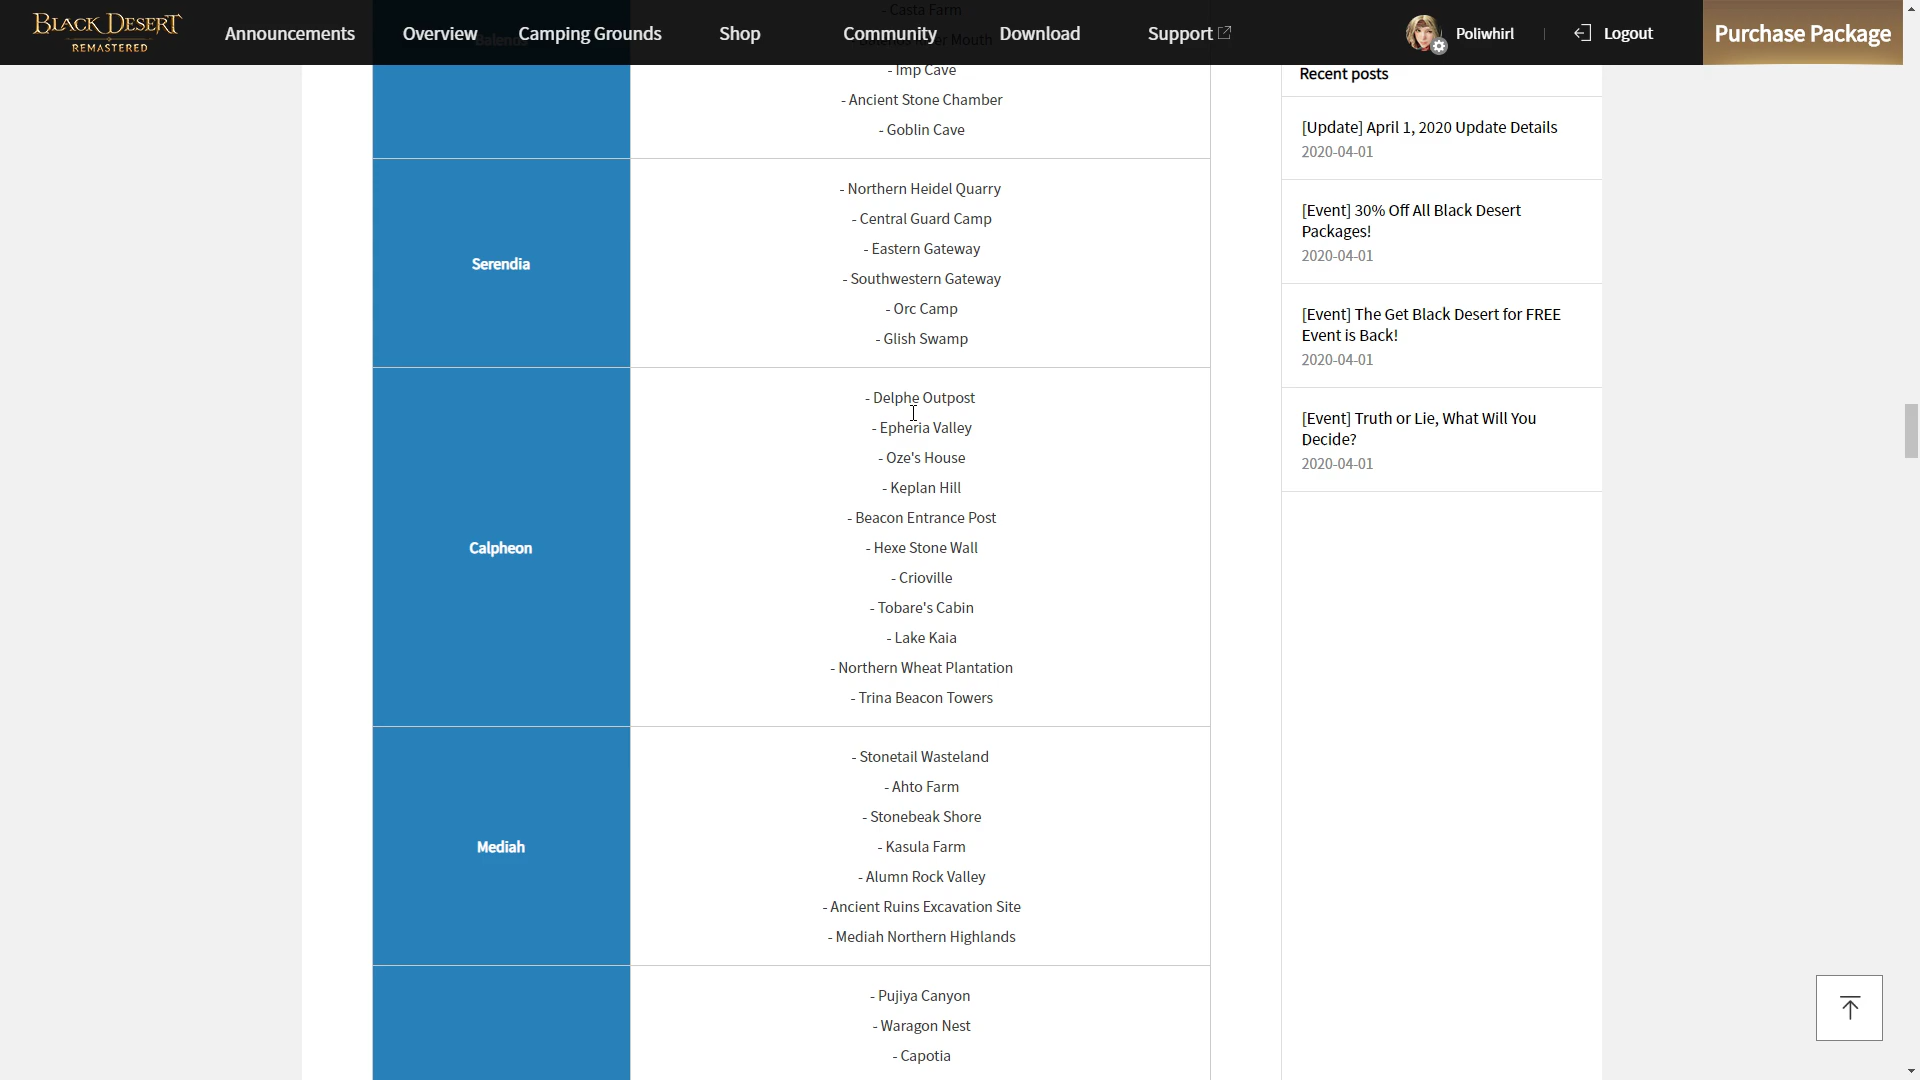 BLACK DESERT
REMASTERED
Announcements
Overview
Camping Grounds
Shop
Community
Download
Support
Poliwhirl
Logout
Purchase Package
- Casta Farm
- Imp Cave
- Ancient Stone Chamber
- Goblin Cave
Serendia
- Northern Heidel Quarry
- Central Guard Camp
- Eastern Gateway
- Southwestern Gateway
- Orc Camp
- Glish Swamp
Calpheon
- Delphe Outpost
- Epheria Valley
- Oze's House
- Keplan Hill
- Beacon Entrance Post
- Hexe Stone Wall
- Crioville
- Tobare's Cabin
- Lake Kaia
- Northern Wheat Plantation
- Trina Beacon Towers
Mediah
- Stonetail Wasteland
- Ahto Farm
- Stonebeak Shore
- Kasula Farm
- Alumn Rock Valley
- Ancient Ruins Excavation Site
- Mediah Northern Highlands
- Pujiya Canyon
- Waragon Nest
- Capotia
Recent posts
[Update] April 1, 2020 Update Details
2020-04-01
[Event] 30% Off All Black Desert
Packages!
2020-04-01
[Event] The Get Black Desert for FREE
Event is Back!
2020-04-01
[Event] Truth or Lie, What Will You
Decide?
2020-04-01